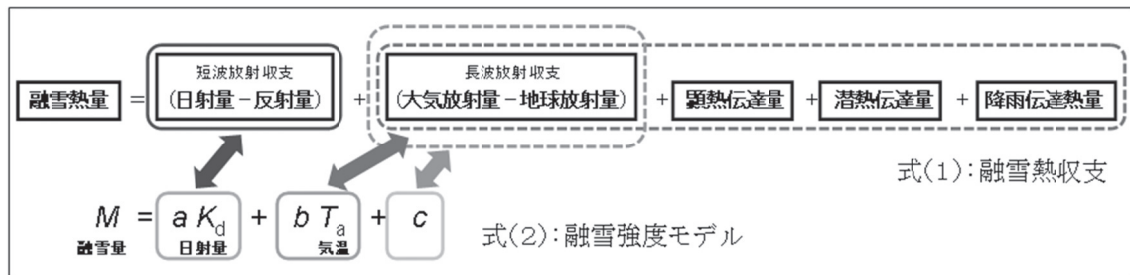 融雪熱量 = 短波放射収支 (日射量－反射量) + 長波放射収支 (大気放射量－地球放射量) + 顕熱伝達量 + 潜熱伝達量 + 降雨伝達熱量
式(1)：融雪熱収支
M = a K_d + b T_a + c
融雪量 日射量 気温
式(2)：融雪強度モデル